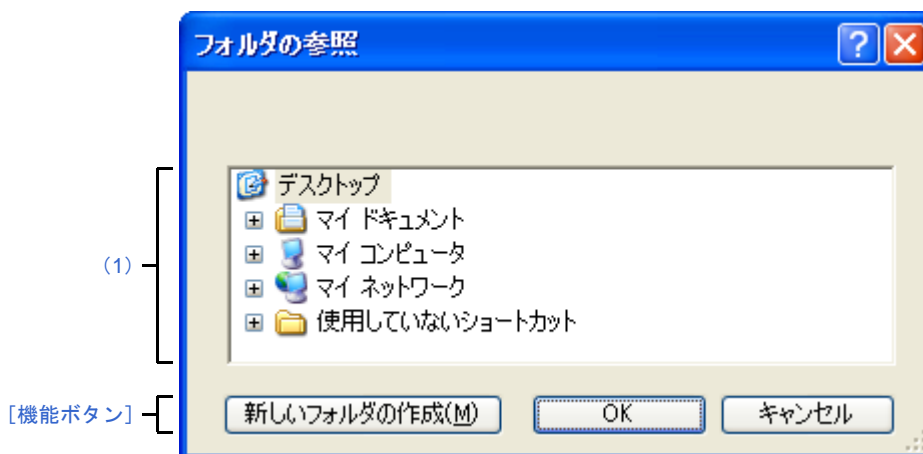 フォルダの参照
デスクトップ
マイ ドキュメント
マイ コンピュータ
(1)
マイ ネットワーク
使用していないショートカット
[機能ボタン]
新しいフォルダの作成(M) OK キャンセル